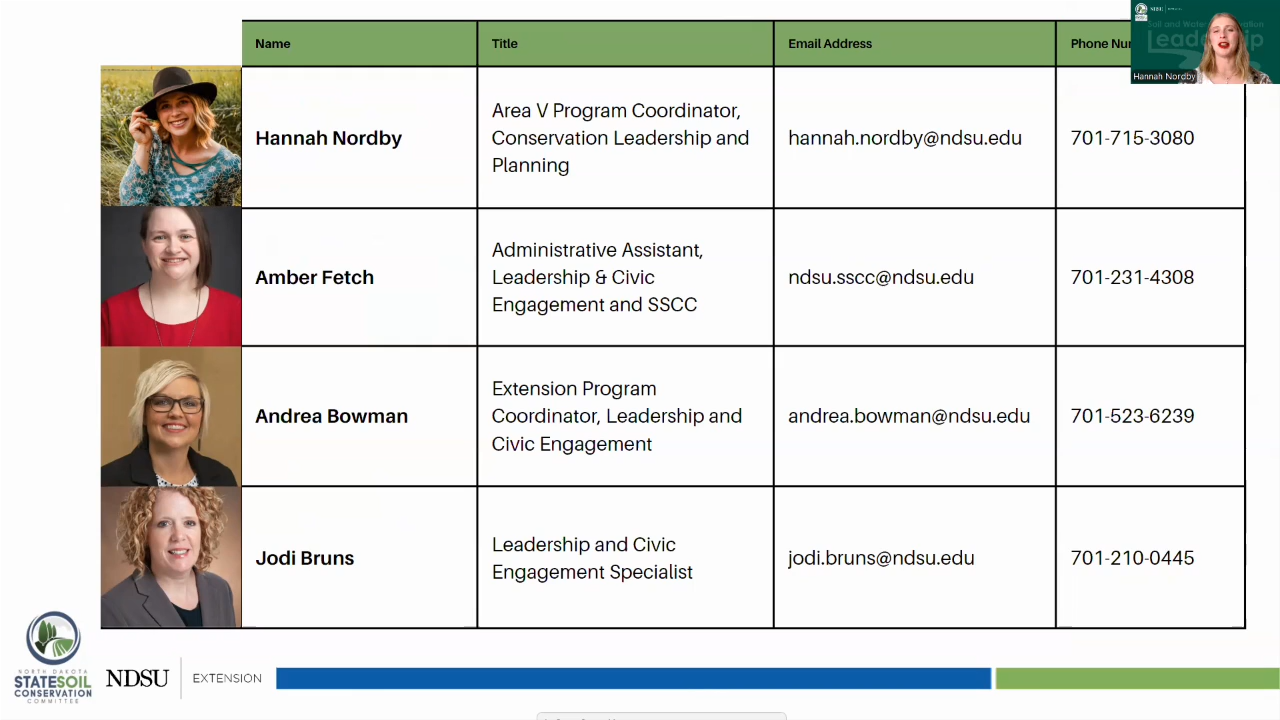 Name
Title
Email Address
Phone
Hannah Nordby
Hannah Nordby
Area V Program Coordinator,
Conservation Leadership and
Planning
hannah.nordby@ndsu.edu
701-715-3080
Amber Fetch
Administrative Assistant,
Leadership & Civic
Engagement and SSCC
ndsu.sscc@ndsu.edu
701-231-4308
Andrea Bowman
Extension Program
Coordinator, Leadership and
Civic Engagement
andrea.bowman@ndsu.edu
701-523-6239
Jodi Bruns
Leadership and Civic
Engagement Specialist
jodi.bruns@ndsu.edu
701-210-0445
NORTH DAKOTA
STATE SOIL
CONSERVATION
COMMITTEE
NDSU
EXTENSION